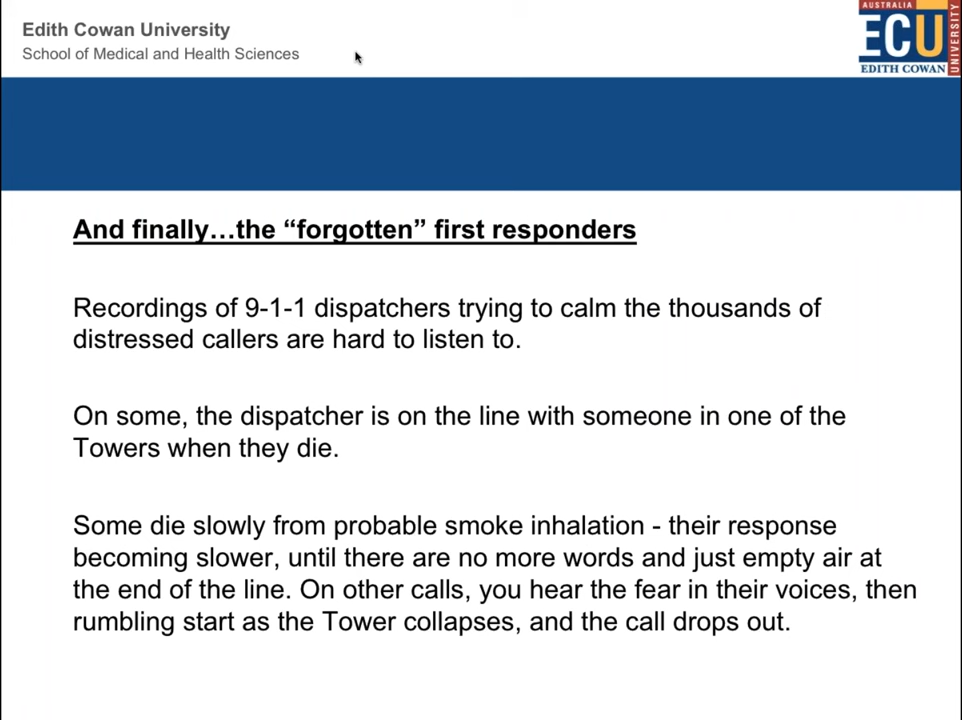 Edith Cowan University
School of Medical and Health Sciences
AUSTRALIA
ECU
EDITH COWAN
UNIVERSITY
And finally…the “forgotten” first responders
Recordings of 9-1-1 dispatchers trying to calm the thousands of
distressed callers are hard to listen to.
On some, the dispatcher is on the line with someone in one of the
Towers when they die.
Some die slowly from probable smoke inhalation - their response
becoming slower, until there are no more words and just empty air at
the end of the line. On other calls, you hear the fear in their voices, then
rumbling start as the Tower collapses, and the call drops out.